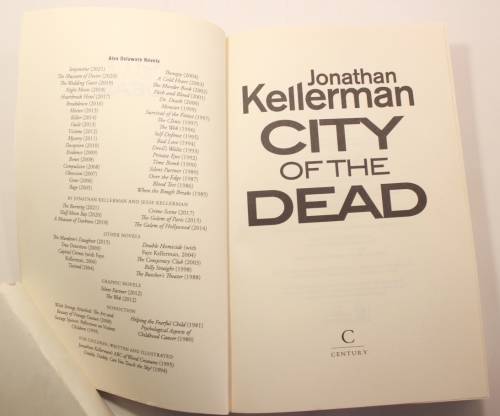 Alex Delaware Novels
Serpentine (2021)
The Museum of Desire (2020)
The Wedding Guest (2019)
Night Moves (2018)
Heartbreak Hotel (2017)
Breakdown (2016)
Motive (2015)
Killer (2014)
Guilt (2013)
Victims (2012)
Mystery (2011)
Deception (2010)
Evidence (2009)
Bones (2008)
Compulsion (2008)
Obsession (2007)
Gone (2006)
Rage (2005)
Therapy (2004)
A Cold Heart (2003)
The Murder Book (2002)
Flesh and Blood (2001)
Dr. Death (2000)
Monster (1999)
Survival of the Fittest (1997)
The Clinic (1997)
The Web (1996)
Self-Defense (1995)
Bad Love (1994)
Devil's Waltz (1993)
Private Eyes (1992)
Time Bomb (1990)
Silent Partner (1989)
Over the Edge (1987)
Blood Test (1986)
When the Bough Breaks (1985)
BY JONATHAN KELLERMAN AND JESSE KELLERMAN
The Burning (2021)
Half Moon Bay (2020)
A Measure of Darkness (2018)
Crime Scene (2017)
The Golem of Paris (2015)
The Golem of Hollywood (2014)
OTHER NOVELS
The Murderer's Daughter (2015)
True Detectives (2009)
Capital Crimes (with Faye
Kellerman, 2006)
Twisted (2004)
Double Homicide (with
Faye Kellerman, 2004)
The Conspiracy Club (2003)
Billy Straight (1998)
The Butcher's Theater (1988)
GRAPHIC NOVELS
Silent Partner (2012)
The Web (2012)
NONFICTION
With Strings Attached: The Art and
Beauty of Vintage Guitars (2008)
Savage Spawn: Reflections on Violent
Children (1999)
Helping the Fearful Child (1981)
Psychological Aspects of
Childhood Cancer (1980)
FOR CHILDREN, WRITTEN AND ILLUSTRATED
Jonathan Kellerman's ABC of Weird Creatures (1995)
Daddy, Daddy, Can You Touch the Sky? (1994)
Jonathan
Kellerman
CITY
OF THE
DEAD
C
CENTURY